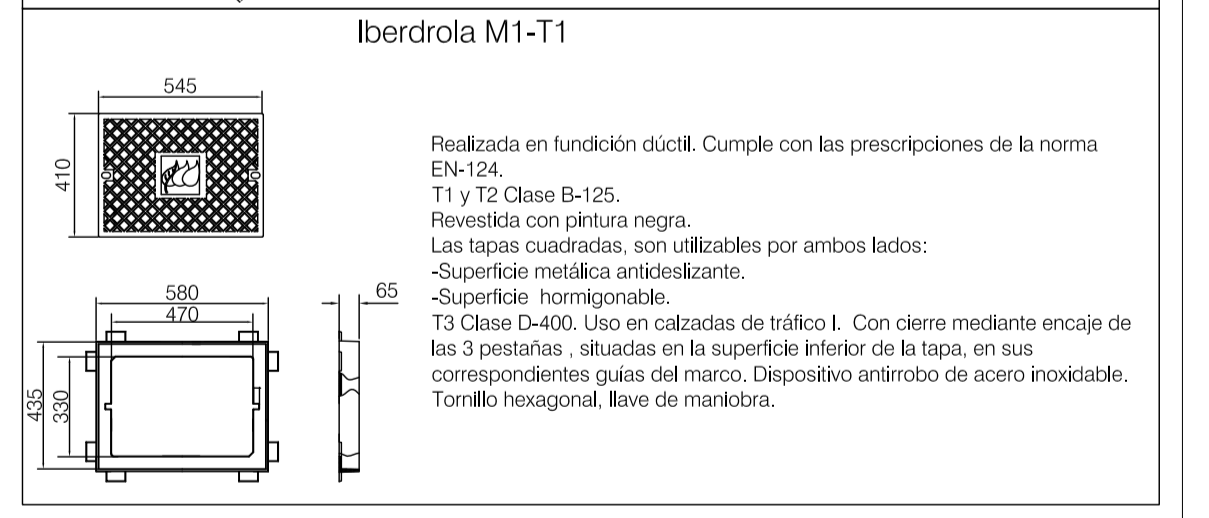 Iberdrola M1-T1
545
410
Realizada en fundición dúctil. Cumple con las prescripciones de la norma
EN-124.
T1 y T2 Clase B-125.
Revestida con pintura negra.
Las tapas cuadradas, son utilizables por ambos lados:
-Superficie metálica antideslizante.
-Superficie hormigonable.
T3 Clase D-400. Uso en calzadas de tráfico I. Con cierre mediante encaje de
las 3 pestañas , situadas en la superficie inferior de la tapa, en sus
correspondientes guías del marco. Dispositivo antirrobo de acero inoxidable.
Tornillo hexagonal, llave de maniobra.
580
65
470
435
330